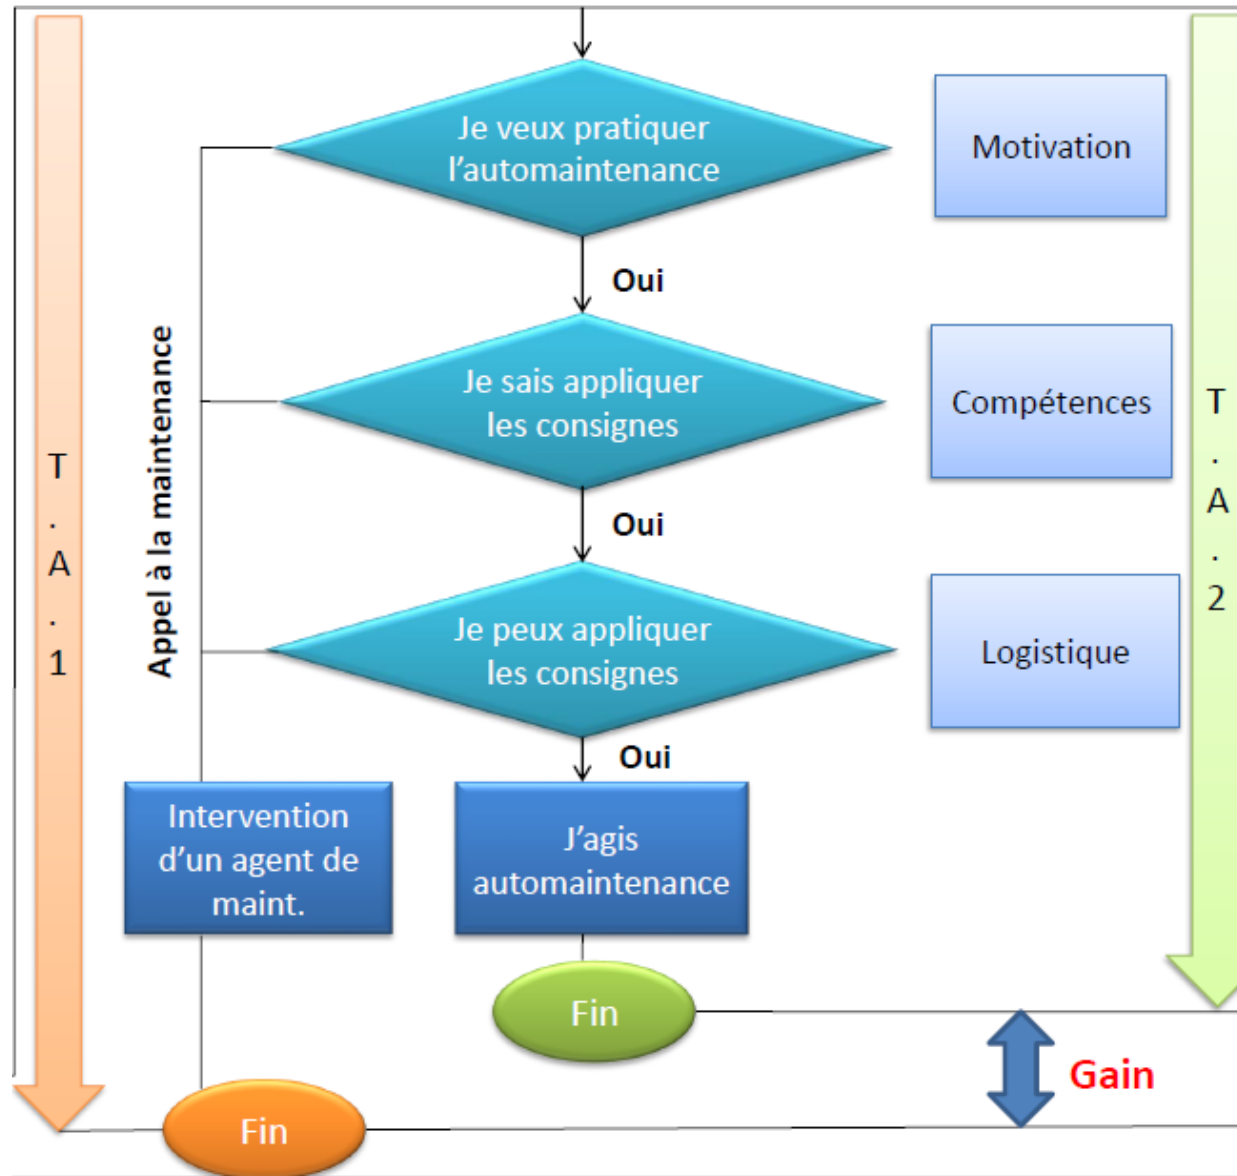 Je veux pratiquer
l'automaintenance
Motivation
Oui
Je sais appliquer
les consignes
Compétences
Oui
Je peux appliquer
les consignes
Logistique
Oui
Appel à la maintenance
T
.
A
.
1
T
.
A
.
2
Intervention
d'un agent de
maint.
J'agis
automaintenance
Fin
Gain
Fin